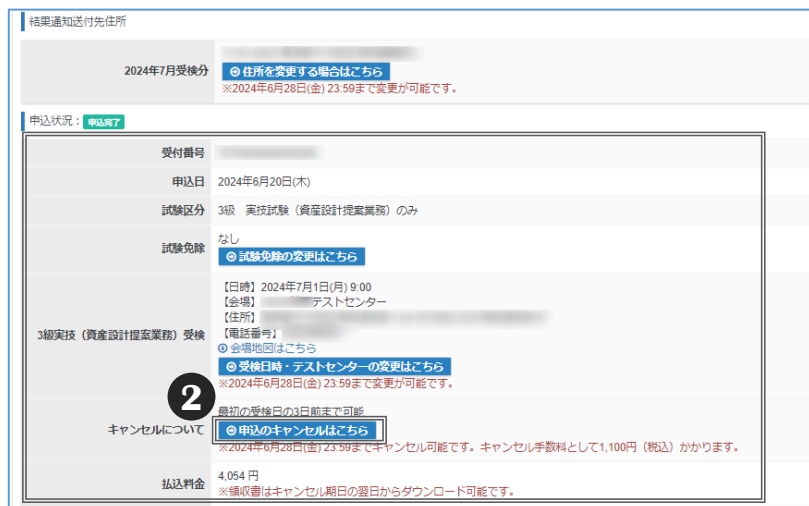 結果通知送付先住所
2024年7月受検分
住所を変更する場合はこちら
※2024年6月28日(金) 23:59まで変更が可能です。
申込状況： 申込完了
受付番号
申込日 2024年6月20日(木)
試験区分 3級 実技試験（資産設計提案業務）のみ
試験免除 なし
試験免除の変更はこちら
3級実技（資産設計提案業務）受検
【日時】2024年7月1日(月) 9:00
【会場】 テストセンター
【住所】
【電話番号】
会場地図はこちら
受検日時・テストセンターの変更はこちら
※2024年6月28日(金) 23:59まで変更が可能です。
2
キャンセルについて
最初の受検日の3日前まで可能
申込のキャンセルはこちら
※2024年6月28日(金) 23:59までキャンセル可能です。キャンセル手数料として1,100円（税込）かかります。
払込料金 4,054 円
※領収書はキャンセル期日の翌日からダウンロード可能です。